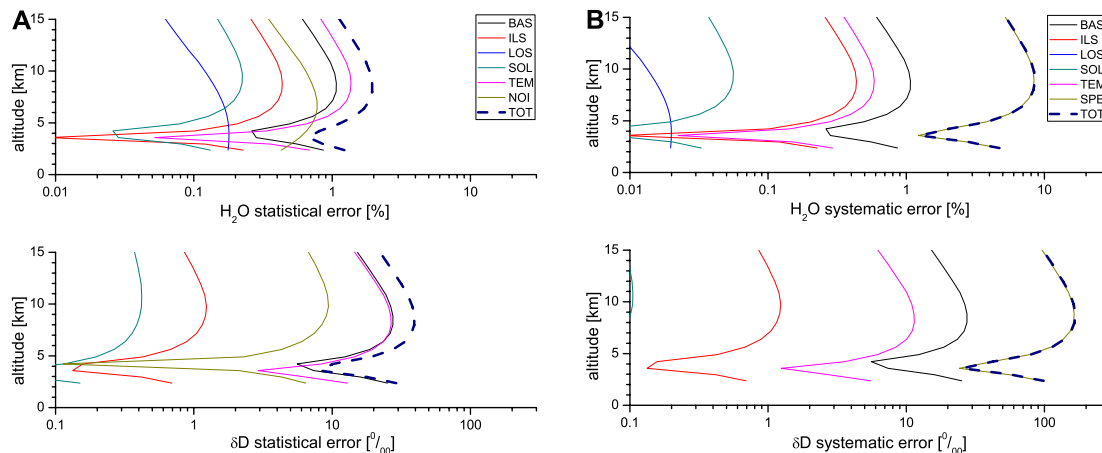 A
altitude [km]
15
10
5
0
0.01
0.1
1
10
H₂O statistical error [%]
BAS
ILS
LOS
SOL
TEM
NOI
TOT
B
altitude [km]
15
10
5
0
0.01
0.1
1
10
H₂O systematic error [%]
BAS
ILS
LOS
SOL
TEM
SPE
TOT
altitude [km]
15
10
5
0
0.1
1
10
100
δD statistical error [⁰/₀₀]
altitude [km]
15
10
5
0
0.1
1
10
100
δD systematic error [⁰/₀₀]